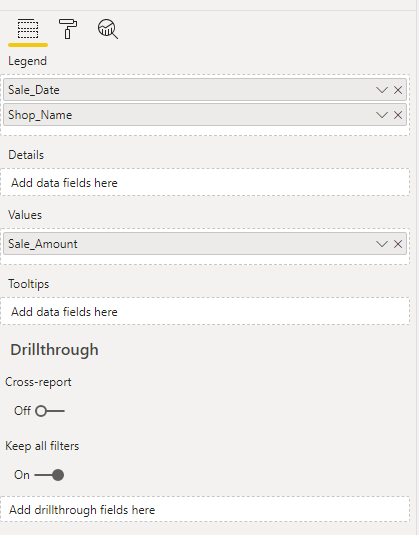 Legend
Sale_Date
Shop_Name
Details
Add data fields here
Values
Sale_Amount
Tooltips
Add data fields here
Drillthrough
Cross-report
Off
Keep all filters
On
Add drillthrough fields here